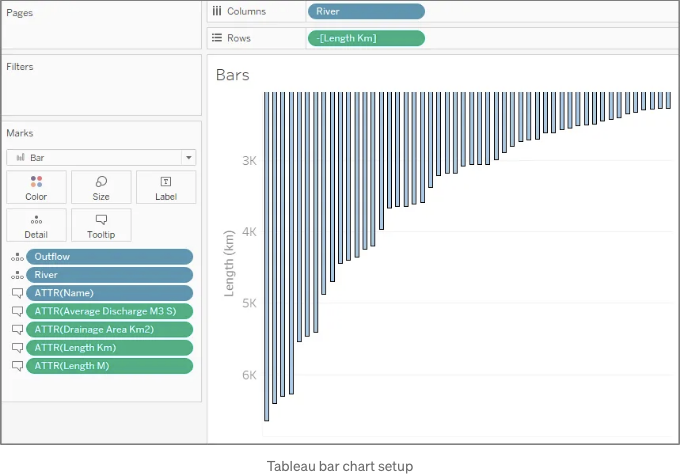 Pages
Columns
River
Rows
-[Length Km]
Filters
Bars
Marks
Bar
Color
Size
Label
Detail
Tooltip
Outflow
River
ATTR(Name)
ATTR(Average Discharge M3 S)
ATTR(Drainage Area Km2)
ATTR(Length Km)
ATTR(Length M)
Length (km)
3K
4K
5K
6K
Tableau bar chart setup